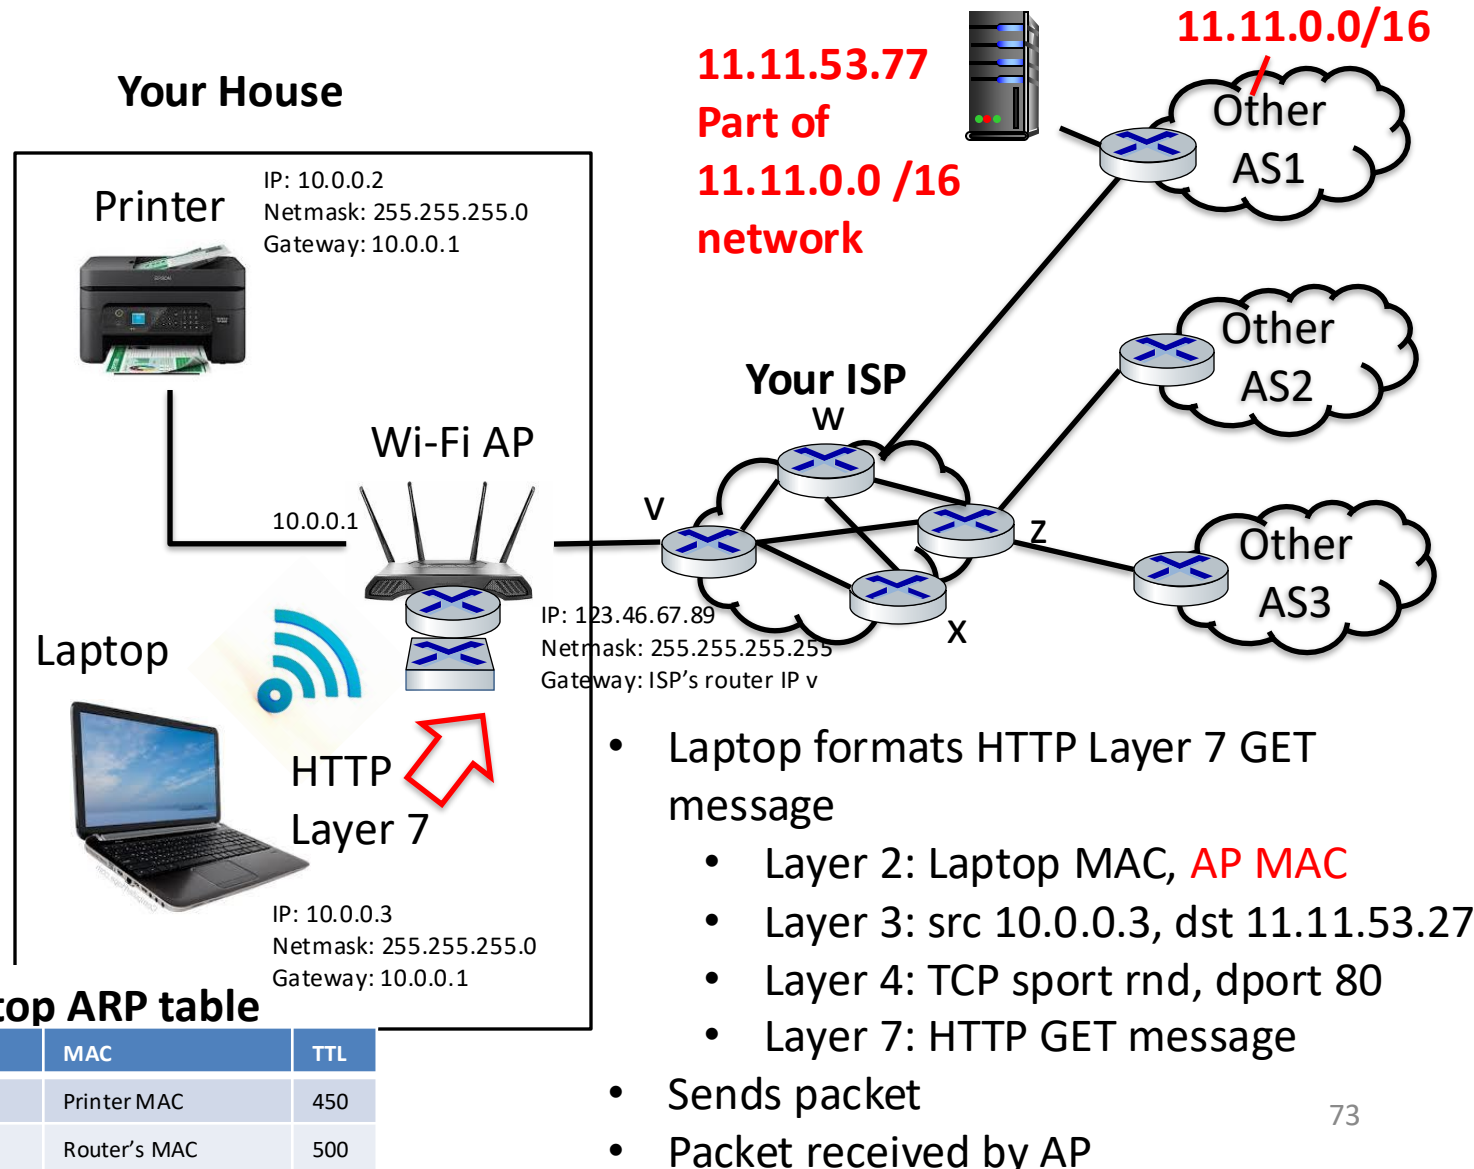 Your House
11.11.53.77
Part of
11.11.0.0 /16
network
11.11.0.0/16
Other
AS1
Printer
IP: 10.0.0.2
Netmask: 255.255.255.0
Gateway: 10.0.0.1
Other
AS2
Your ISP
w
Wi-Fi AP
10.0.0.1
v
z
Other
AS3
x
IP: 123.46.67.89
Netmask: 255.255.255.255
Gateway: ISP's router IP v
Laptop
HTTP
Layer 7
IP: 10.0.0.3
Netmask: 255.255.255.0
Gateway: 10.0.0.1
top ARP table
MAC TTL
Printer MAC 450
Router's MAC 500
• Laptop formats HTTP Layer 7 GET
message
• Layer 2: Laptop MAC, AP MAC
• Layer 3: src 10.0.0.3, dst 11.11.53.27
• Layer 4: TCP sport rnd, dport 80
• Layer 7: HTTP GET message
• Sends packet
• Packet received by AP
73